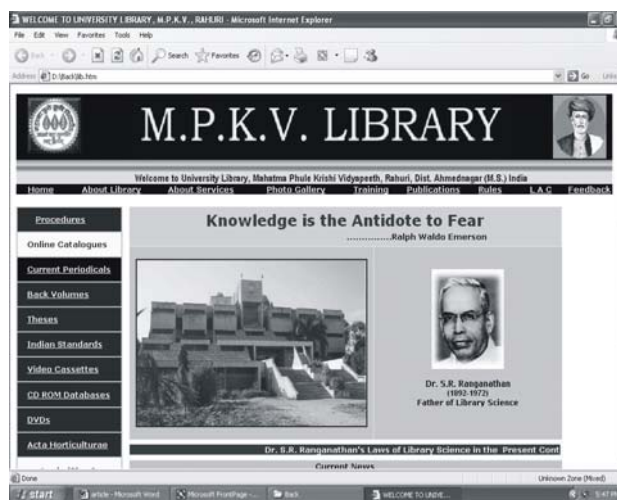 WELCOME TO UNIVERSITY LIBRARY, M.P.K.V., RAHURI - Microsoft Internet Explorer
File Edit View Favorites Tools Help
Search Favorites
Address D:\Back\lib.htm Go Links
M.P.K.V. LIBRARY
Welcome to University Library, Mahatma Phule Krishi Vidyapeeth, Rahuri, Dist. Ahmednagar (M.S.) India
Home About Library About Services Photo Gallery Training Publications Rules L A C Feedback
Procedures
Online Catalogues
Current Periodicals
Back Volumes
Theses
Indian Standards
Video Cassettes
CD ROM Databases
DVDs
Acta Horticulturae
Knowledge is the Antidote to Fear
...............Ralph Waldo Emerson
Dr. S.R. Ranganathan
(1892-1972)
Father of Library Science
Dr. S.R. Ranganathan's Laws of Library Science in the Present Cont
Current News
Done Unknown Zone (Mixed)
start article - Microsoft Word Microsoft FrontPage -... Back WELCOME TO UNIVE... 5:47 PM